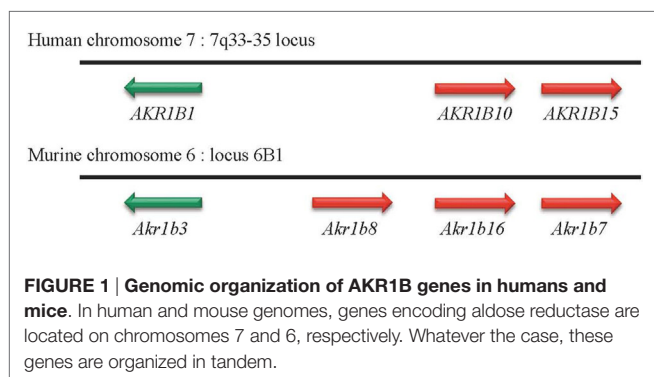 Human chromosome 7 : 7q33-35 locus
AKR1B1 AKR1B10 AKR1B15
Murine chromosome 6 : locus 6B1
Akr1b3 Akr1b8 Akr1b16 Akr1b7
FIGURE 1 | Genomic organization of AKR1B genes in humans and
mice. In human and mouse genomes, genes encoding aldose reductase are
located on chromosomes 7 and 6, respectively. Whatever the case, these
genes are organized in tandem.